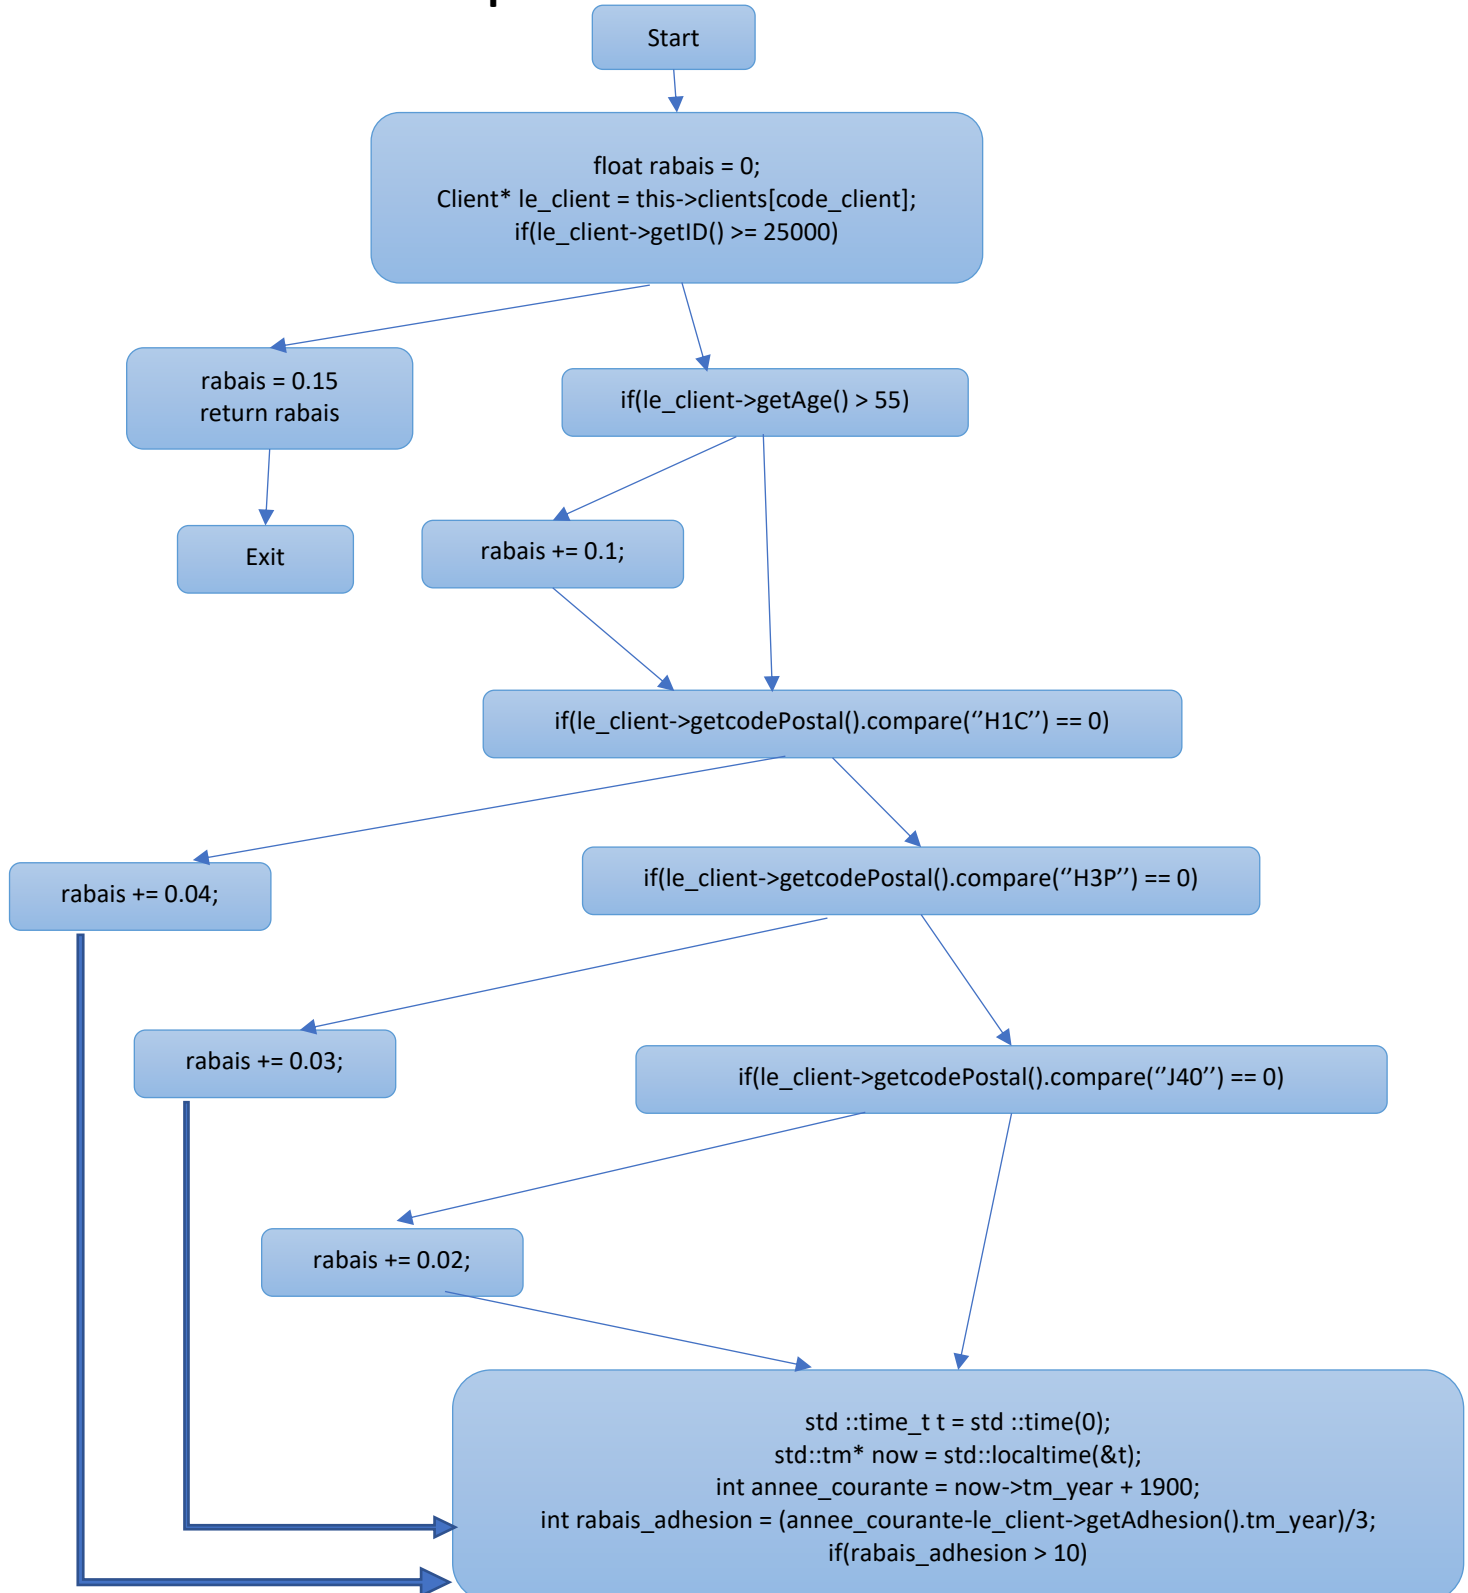 Start
float rabais = 0;
Client* le_client = this->clients[code_client];
if(le_client->getID() >= 25000)
rabais = 0.15
return rabais
if(le_client->getAge() > 55)
rabais += 0.1;
Exit
if(le_client->getcodePostal().compare(‘’H1C’’) == 0)
rabais += 0.04;
if(le_client->getcodePostal().compare(‘’H3P’’) == 0)
rabais += 0.03;
if(le_client->getcodePostal().compare(‘’J40’’) == 0)
rabais += 0.02;
std ::time_t t = std ::time(0);
std::tm* now = std::localtime(&t);
int annee_courante = now->tm_year + 1900;
int rabais_adhesion = (annee_courante-le_client->getAdhesion().tm_year)/3;
if(rabais_adhesion > 10)